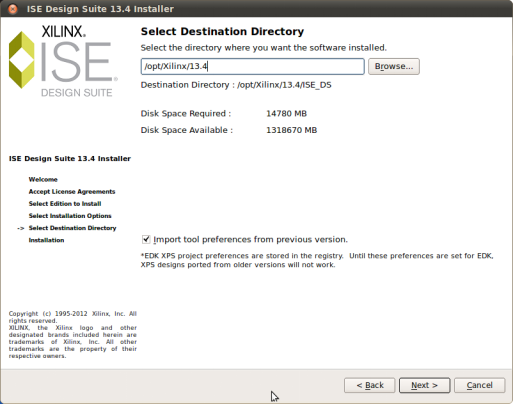 ISE Design Suite 13.4 Installer
XILINX®
ISE®
DESIGN SUITE
Select Destination Directory
Select the directory where you want the software installed.
/opt/Xilinx/13.4
Browse...
Destination Directory : /opt/Xilinx/13.4/ISE_DS
Disk Space Required : 14780 MB
Disk Space Available : 1318670 MB
ISE Design Suite 13.4 Installer
Welcome
Accept License Agreements
Select Edition to Install
Select Installation Options
-> Select Destination Directory
Installation
Import tool preferences from previous version.
*EDK XPS project preferences are stored in the registry. Until these preferences are set for EDK,
XPS designs ported from older versions will not work.
Copyright (c) 1995-2012 Xilinx, Inc. All
rights reserved.
XILINX, the Xilinx logo and other
designated brands included herein are
trademarks of Xilinx, Inc. All other
trademarks are the property of their
respective owners.
< Back
Next >
Cancel